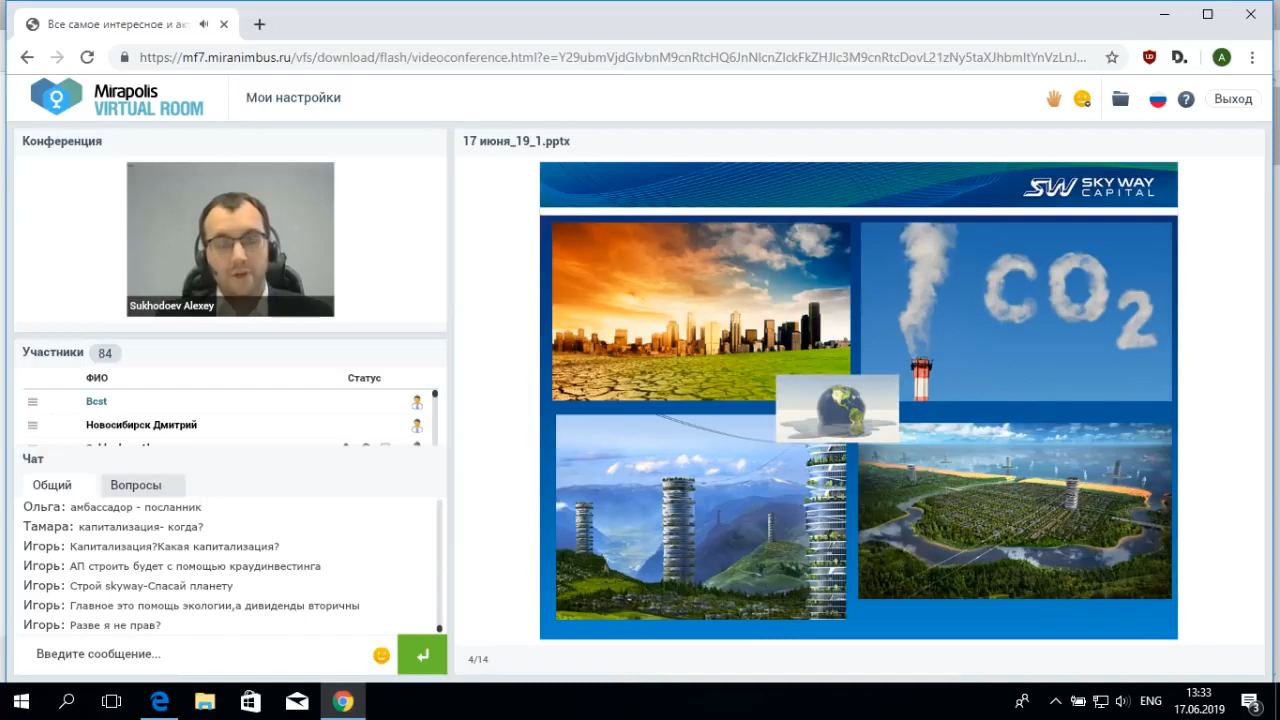 Все самое интересное и ак
https://mf7.miranimbus.ru/vfs/download/flash/videoconference.html?e=Y29ubmVjdGlvbnM9cnRtcHQ6JnNlcnZlckFkZHJlc3M9cnRtcDovL21zNy5taXJhbmltYnVzLnJ...
Mirapolis
VIRTUAL ROOM
Мои настройки
Выход
Конференция
17 июня_19_1.pptx
SW SKY WAY
CAPITAL
Sukhodoev Alexey
CO2
Участники 84
ФИО Статус
Bcst
Новосибирск Дмитрий
Чат
Общий Вопросы
Ольга: амбассадор - посланник
Тамара: капитализация- когда?
Игорь: Капитализация?Какая капитализация?
Игорь: АП строить будет с помощью краудинвестинга
Игорь: Строй skyway-Спасай планету
Игорь: Главное это помощь экологии,а дивиденды вторичны
Игорь: Разве я не прав?
Введите сообщение...
4/14
ENG
13:33
17.06.2019
3